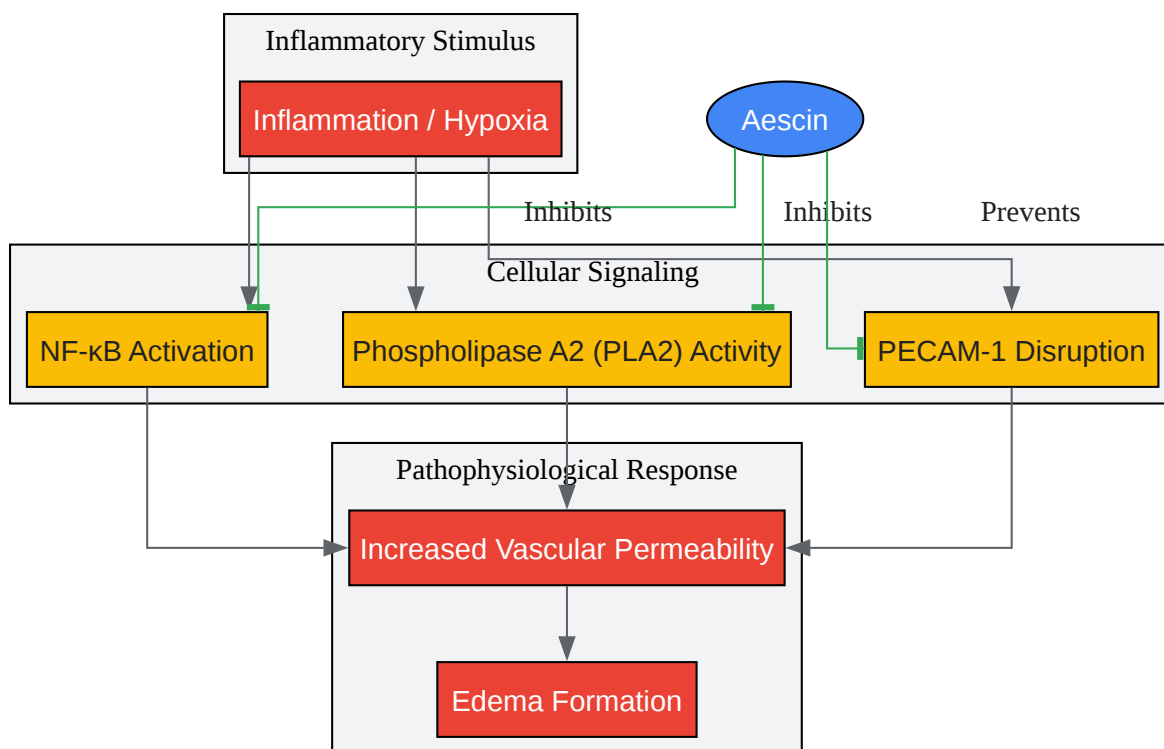 Inflammatory Stimulus
Inflammation / Hypoxia
Aescin
Inhibits
Inhibits
Prevents
Cellular Signaling
NF-κB Activation
Phospholipase A2 (PLA2) Activity
PECAM-1 Disruption
Pathophysiological Response
Increased Vascular Permeability
Edema Formation